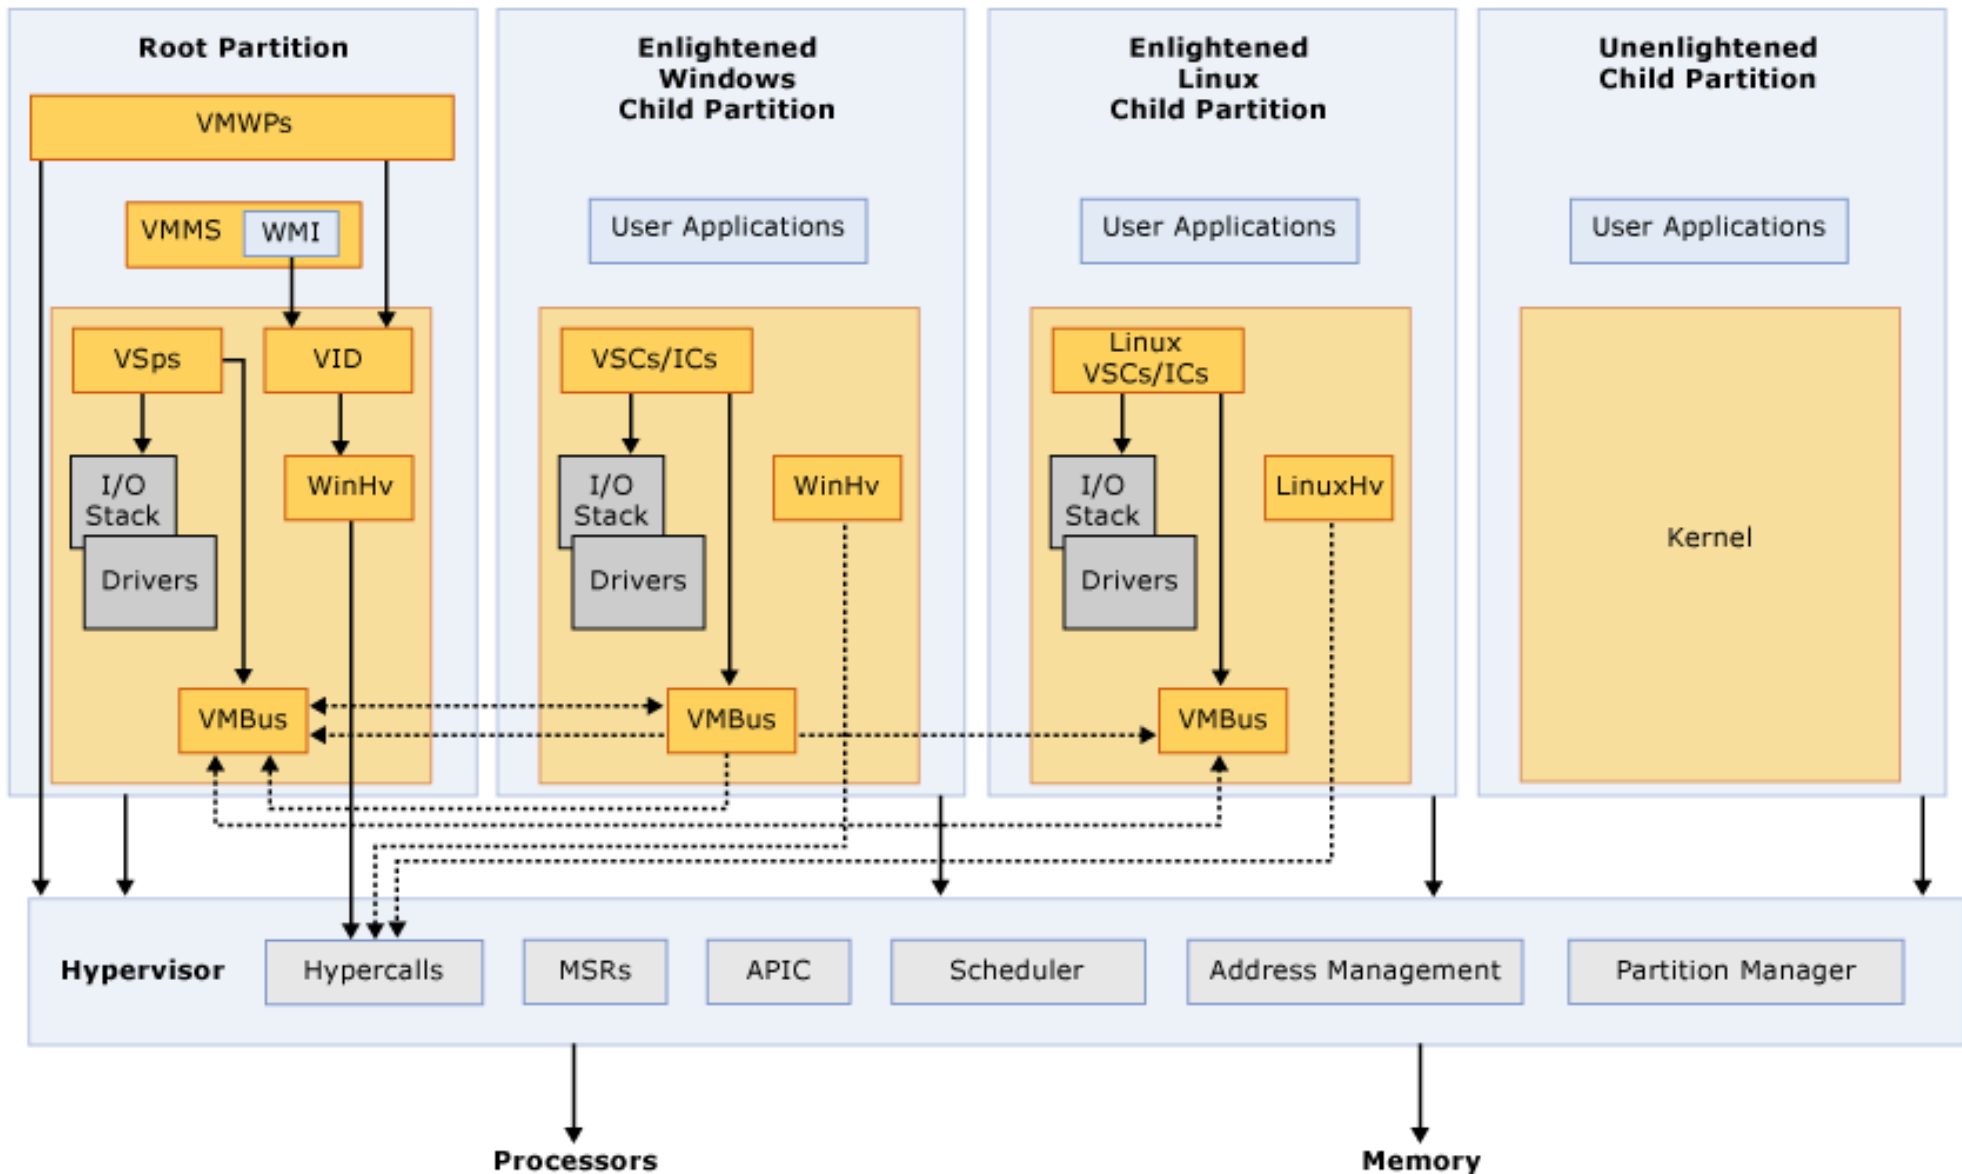 Root Partition
VMWPs
VMMS
WMI
VSps
VID
I/O
Stack
WinHv
Drivers
VMBus
Enlightened
Windows
Child Partition
User Applications
VSCs/ICs
I/O
Stack
WinHv
Drivers
VMBus
Enlightened
Linux
Child Partition
User Applications
Linux
VSCs/ICs
I/O
Stack
LinuxHv
Drivers
VMBus
Unenlightened
Child Partition
User Applications
Kernel
Hypervisor
Hypercalls
MSRs
APIC
Scheduler
Address Management
Partition Manager
Processors
Memory